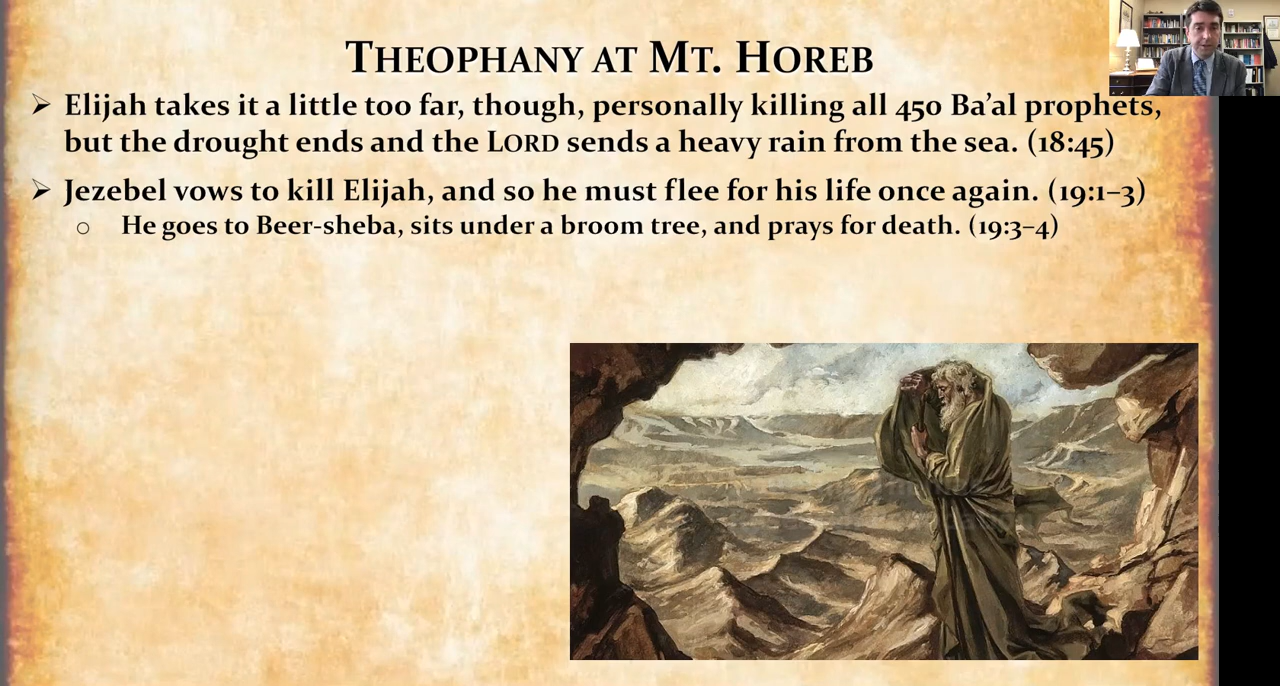 THEOPHANY AT MT. HOREB
➢ Elijah takes it a little too far, though, personally killing all 450 Ba’al prophets,
but the drought ends and the LORD sends a heavy rain from the sea. (18:45)
➢ Jezebel vows to kill Elijah, and so he must flee for his life once again. (19:1–3)
○ He goes to Beer-sheba, sits under a broom tree, and prays for death. (19:3–4)